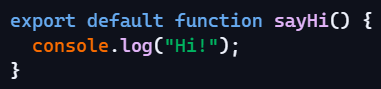 export default function sayHi() {
  console.log("Hi!");
}